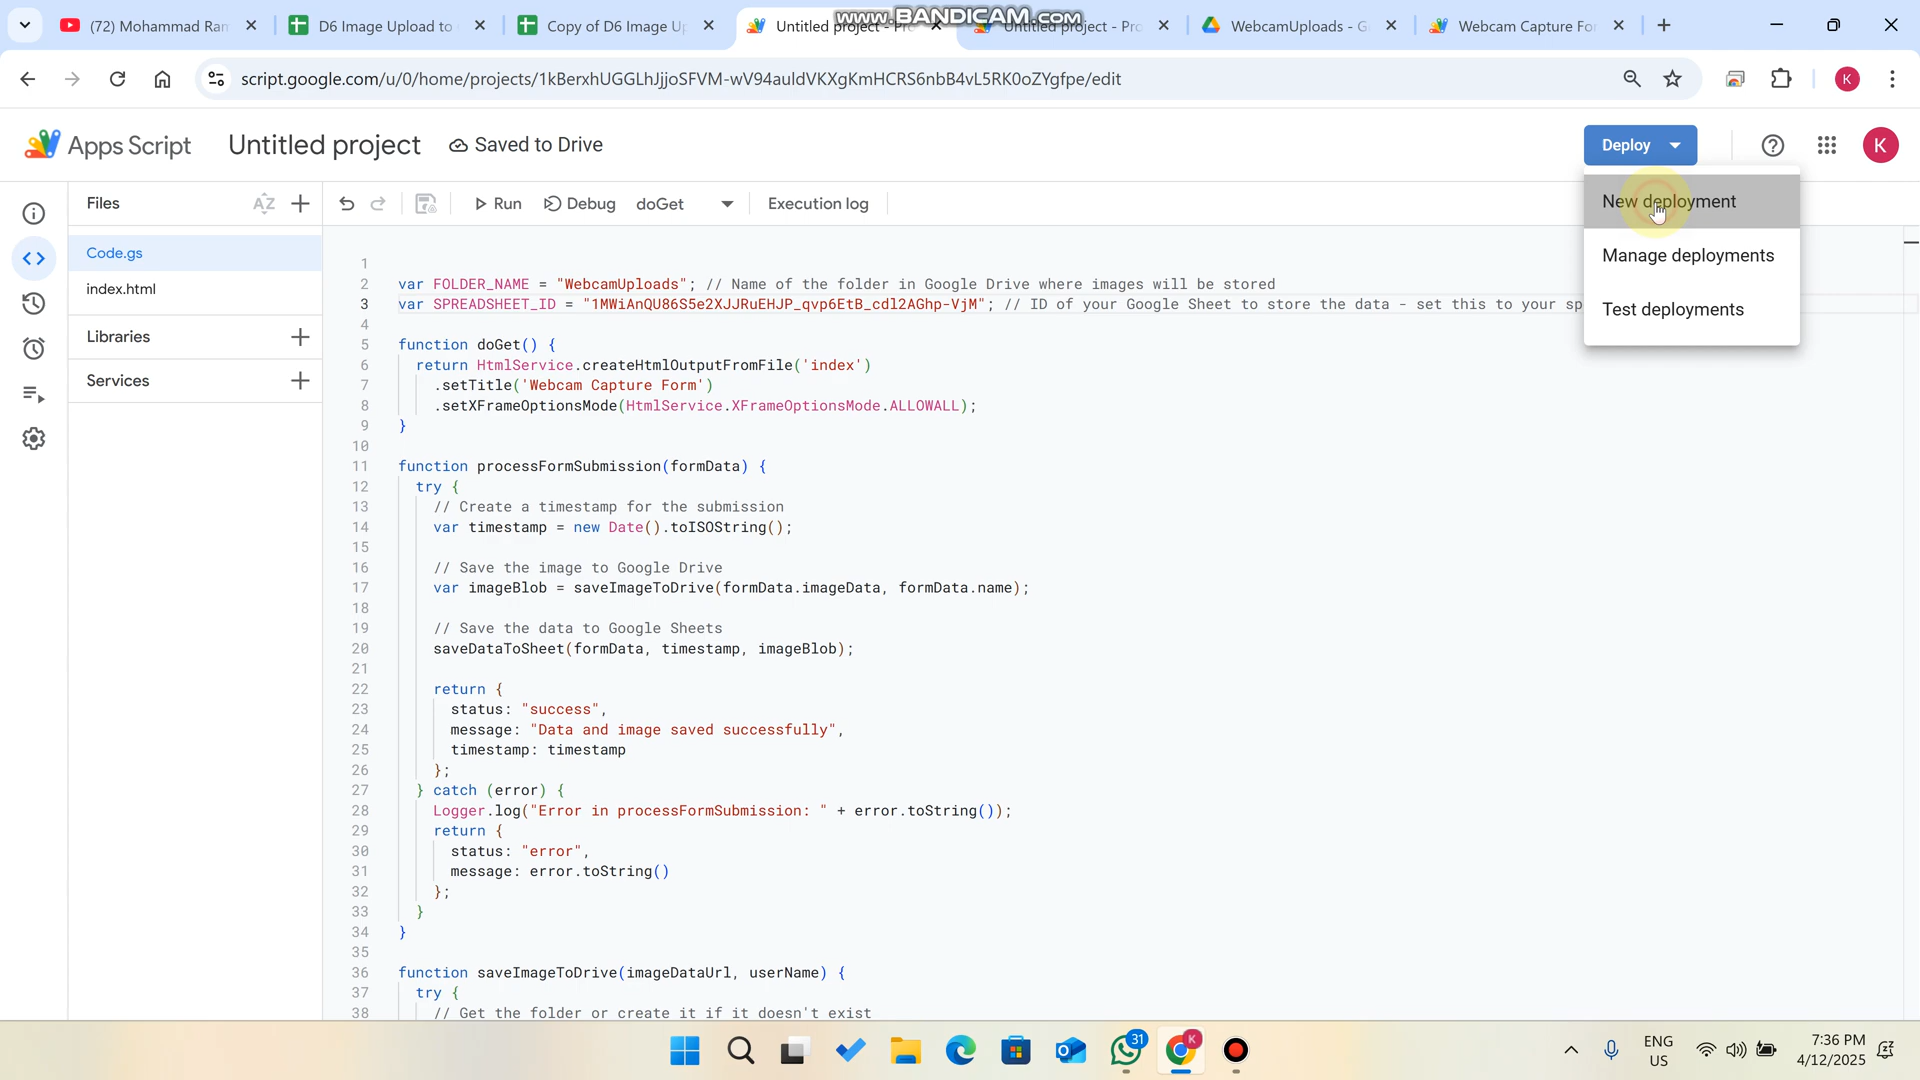 (72) Mohammad Ram
D6 Image Upload to
Copy of D6 Image Up
Untitled project - Pro
www.BANDICAM.com
Untitled project - Pro
WebcamUploads - G
Webcam Capture Fo
script.google.com/u/0/home/projects/1kBerxhUGGLhJjjoSFVM-wV94auldVKXgKmHCRS6nbB4vL5RK0oZYgfpe/edit
K
Apps Script
Untitled project
Saved to Drive
Deploy
K
Files
AZ
Run
Debug
doGet
Execution log
New deployment
Manage deployments
Test deployments
Code.gs
index.html
Libraries
Services
1
2 var FOLDER_NAME = "WebcamUploads"; // Name of the folder in Google Drive where images will be stored
3 var SPREADSHEET_ID = "1MWiAnQU86S5e2XJJRuEHJP_qvp6EtB_cdl2AGhp-VjM"; // ID of your Google Sheet to store the data - set this to your sp
4
5 function doGet() {
6 return HtmlService.createHtmlOutputFromFile('index')
7 .setTitle('Webcam Capture Form')
8 .setXFrameOptionsMode(HtmlService.XFrameOptionsMode.ALLOWALL);
9 }
10
11 function processFormSubmission(formData) {
12 try {
13 // Create a timestamp for the submission
14 var timestamp = new Date().toISOString();
15
16 // Save the image to Google Drive
17 var imageBlob = saveImageToDrive(formData.imageData, formData.name);
18
19 // Save the data to Google Sheets
20 saveDataToSheet(formData, timestamp, imageBlob);
21
22 return {
23 status: "success",
24 message: "Data and image saved successfully",
25 timestamp: timestamp
26 };
27 } catch (error) {
28 Logger.log("Error in processFormSubmission: " + error.toString());
29 return {
30 status: "error",
31 message: error.toString()
32 };
33 }
34 }
35
36 function saveImageToDrive(imageDataUrl, userName) {
37 try {
38 // Get the folder or create it if it doesn't exist
31
K
ENG
US
7:36 PM
4/12/2025